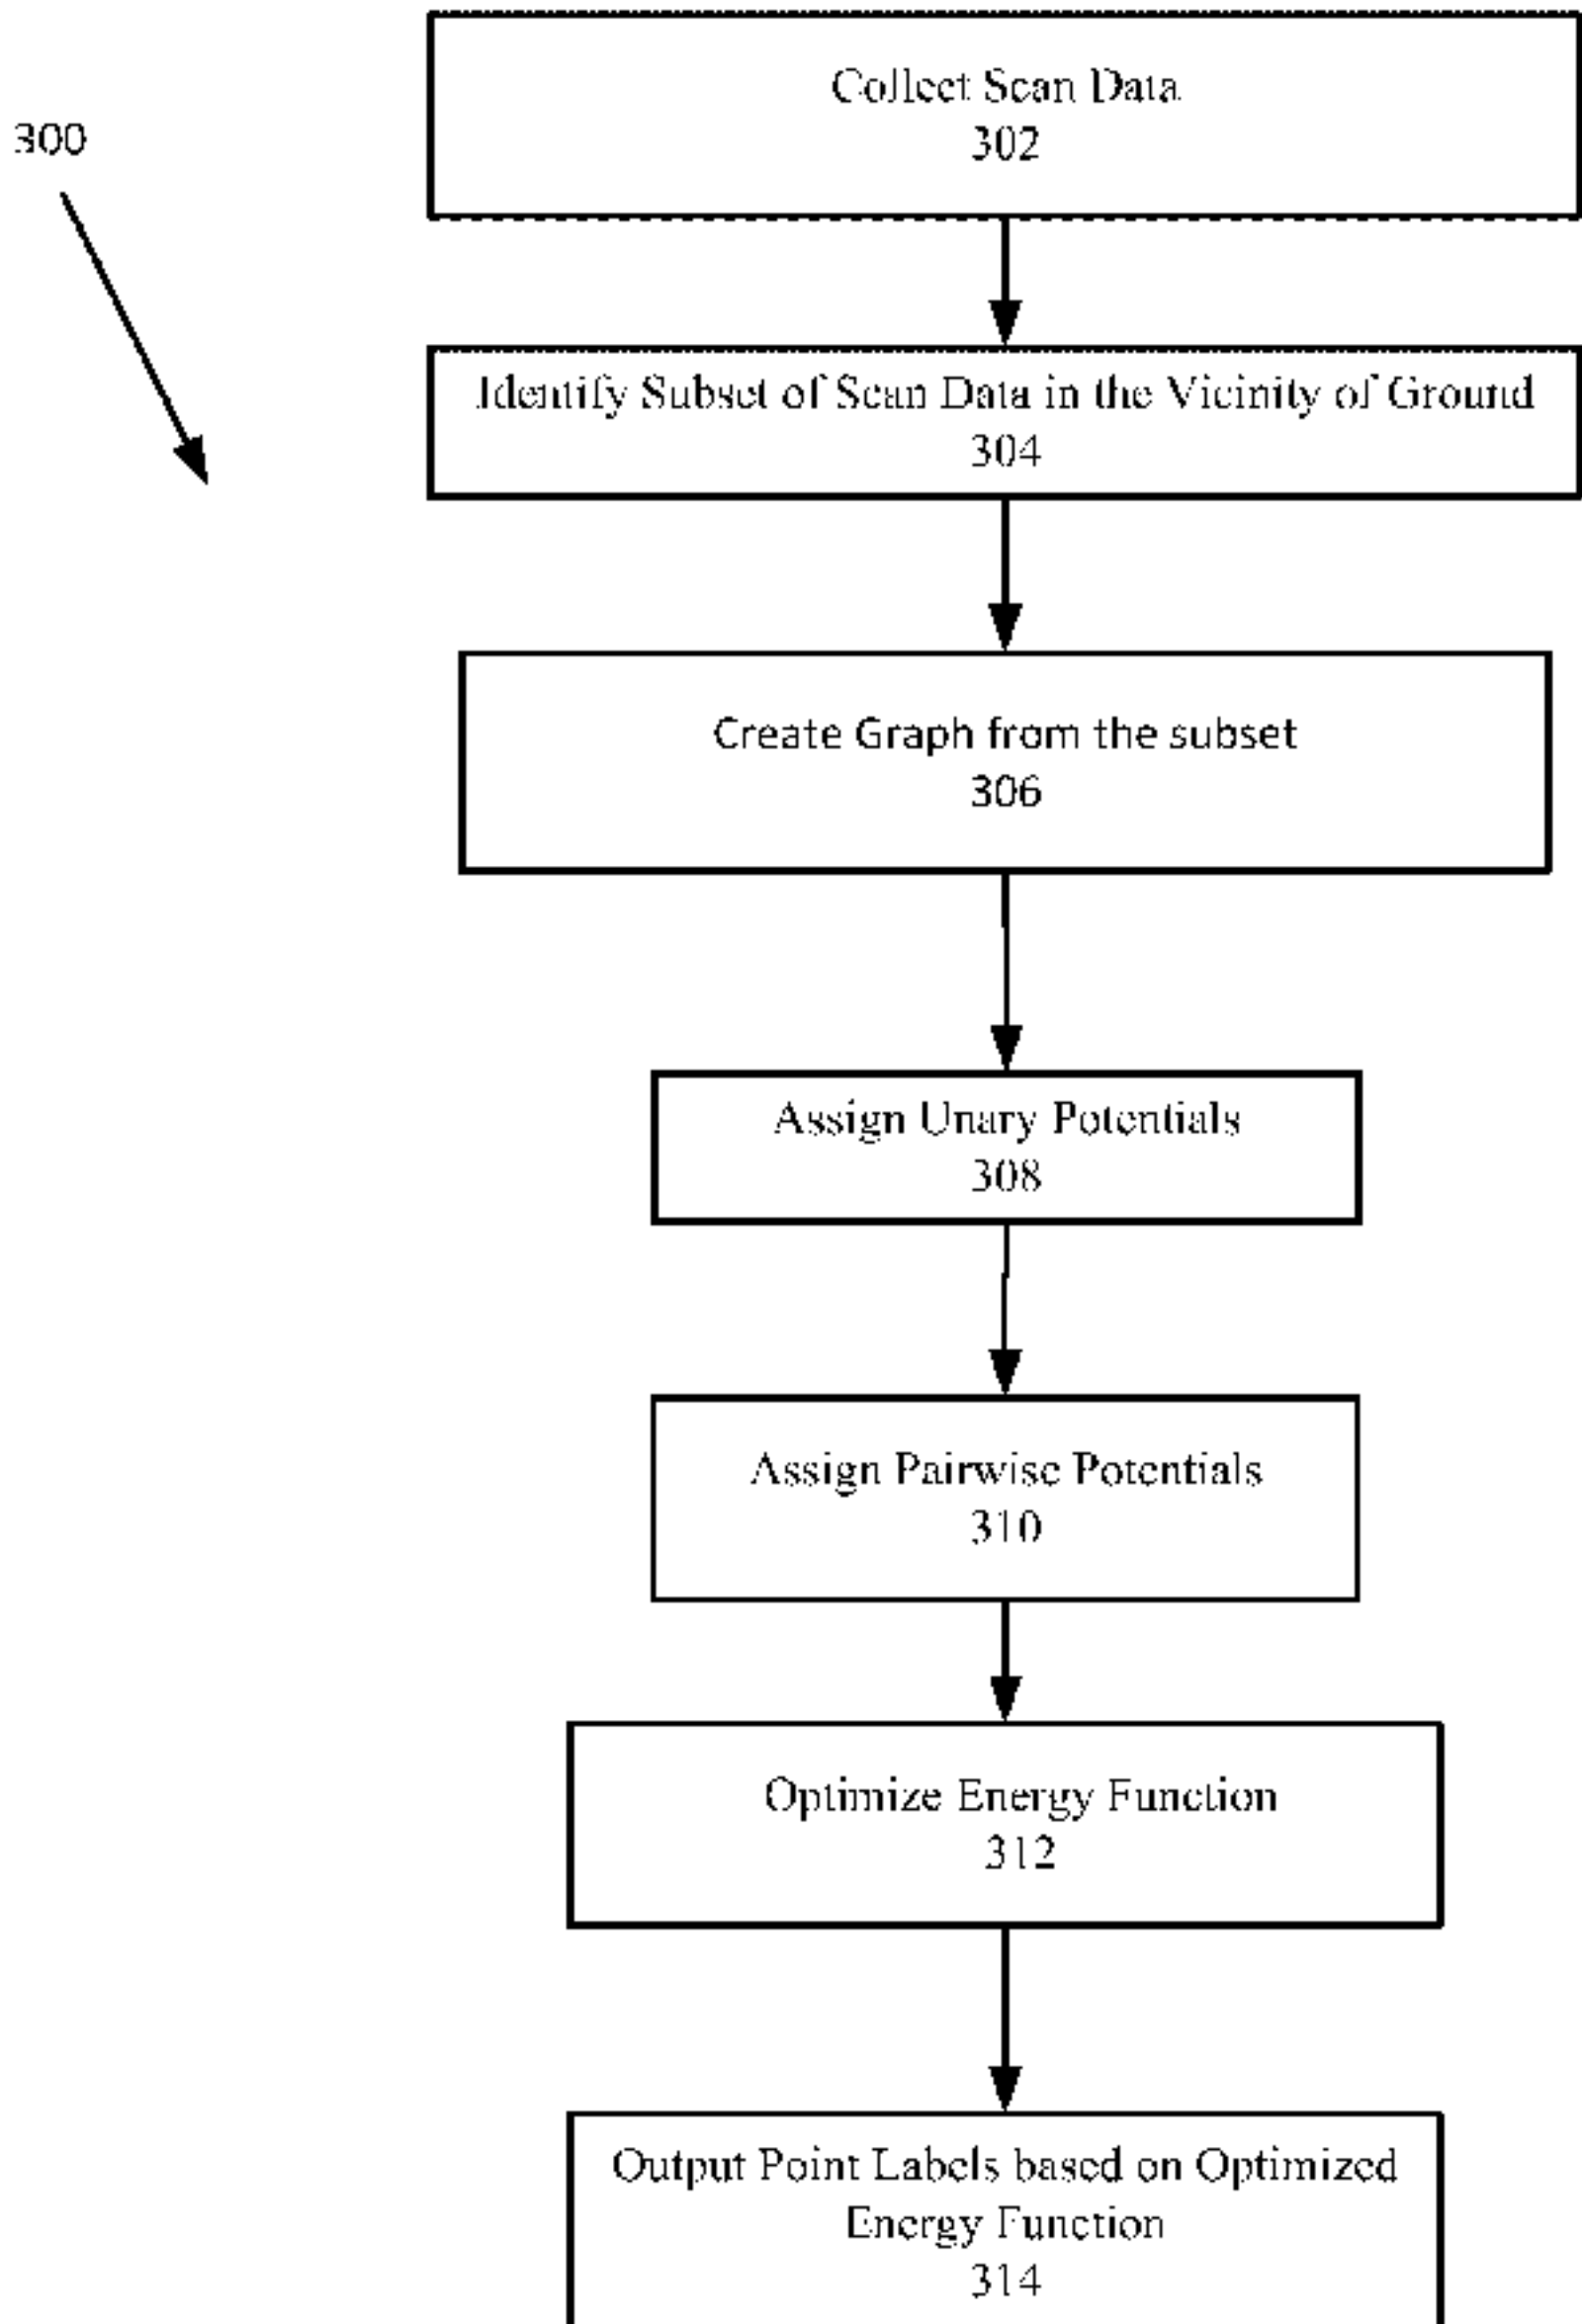 300
Collect Scan Data
302
Identify Subset of Scan Data in the Vicinity of Ground
304
Create Graph from the subset
306
Assign Unary Potentials
308
Assign Pairwise Potentials
310
Optimize Energy Function
312
Output Point Labels based on Optimized
Energy Function
314